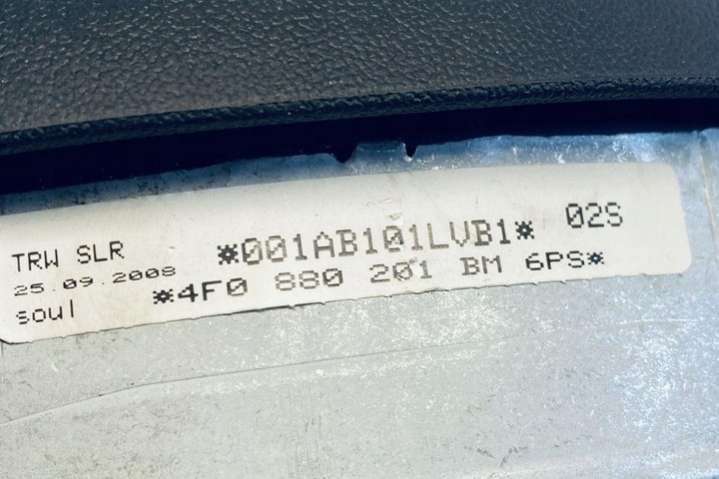 TRW SLR *001AB101LVB1* 02S
25.09.2008 *4F0 880 201 BM 6PS*
soul